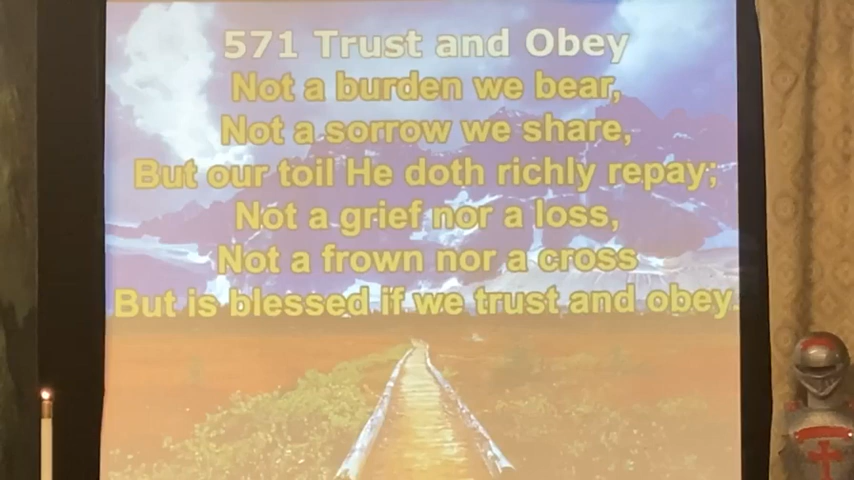 571 Trust and Obey
Not a burden we bear,
Not a sorrow we share,
But our toil He doth richly repay;
Not a grief nor a loss,
Not a frown nor a cross
But is blessed if we trust and obey.